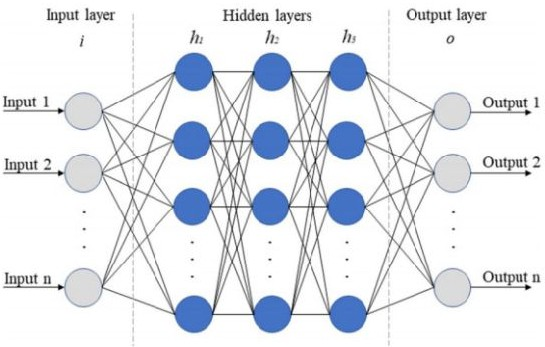 Input layer
Hidden layers
Output layer
i
h₁
h₂
h₃
o
Input 1
Output 1
Input 2
Output 2
Input n
Output n